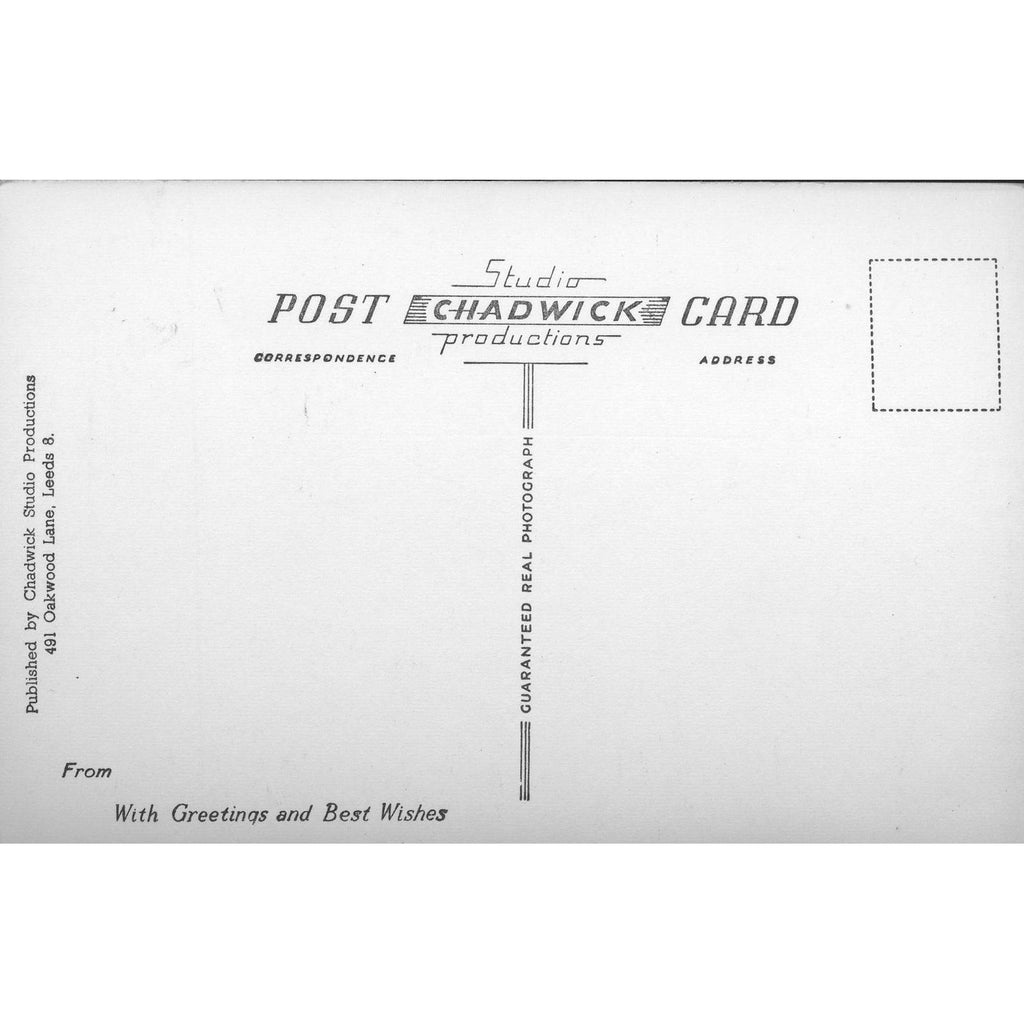 Studio
POST CHADWICK CARD
productions
CORRESPONDENCE ADDRESS
Published by Chadwick Studio Productions
491 Oakwood Lane, Leeds 8.
GUARANTEED REAL PHOTOGRAPH
From
With Greetings and Best Wishes